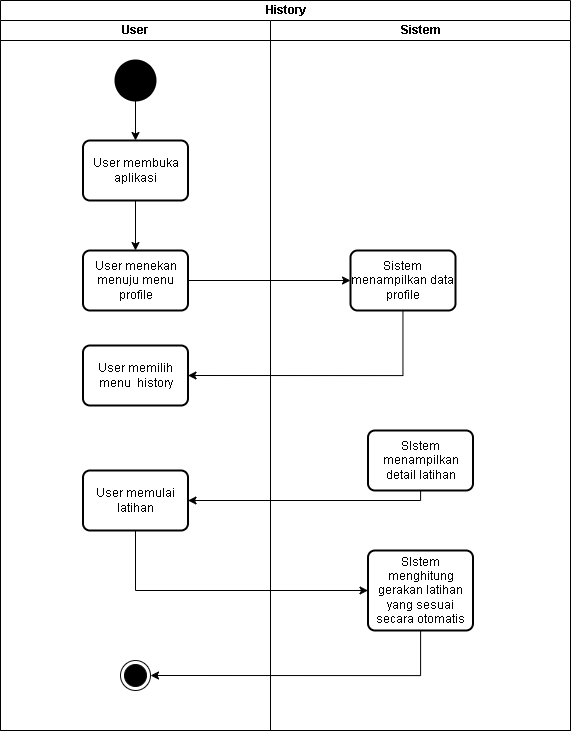 History
User
Sistem
User membuka
aplikasi
User menekan
menuju menu
profile
Sistem
menampilkan data
profile
User memilih
menu history
SIstem
menampilkan
detail latihan
User memulai
latihan
SIstem
menghitung
gerakan latihan
yang sesuai
secara otomatis